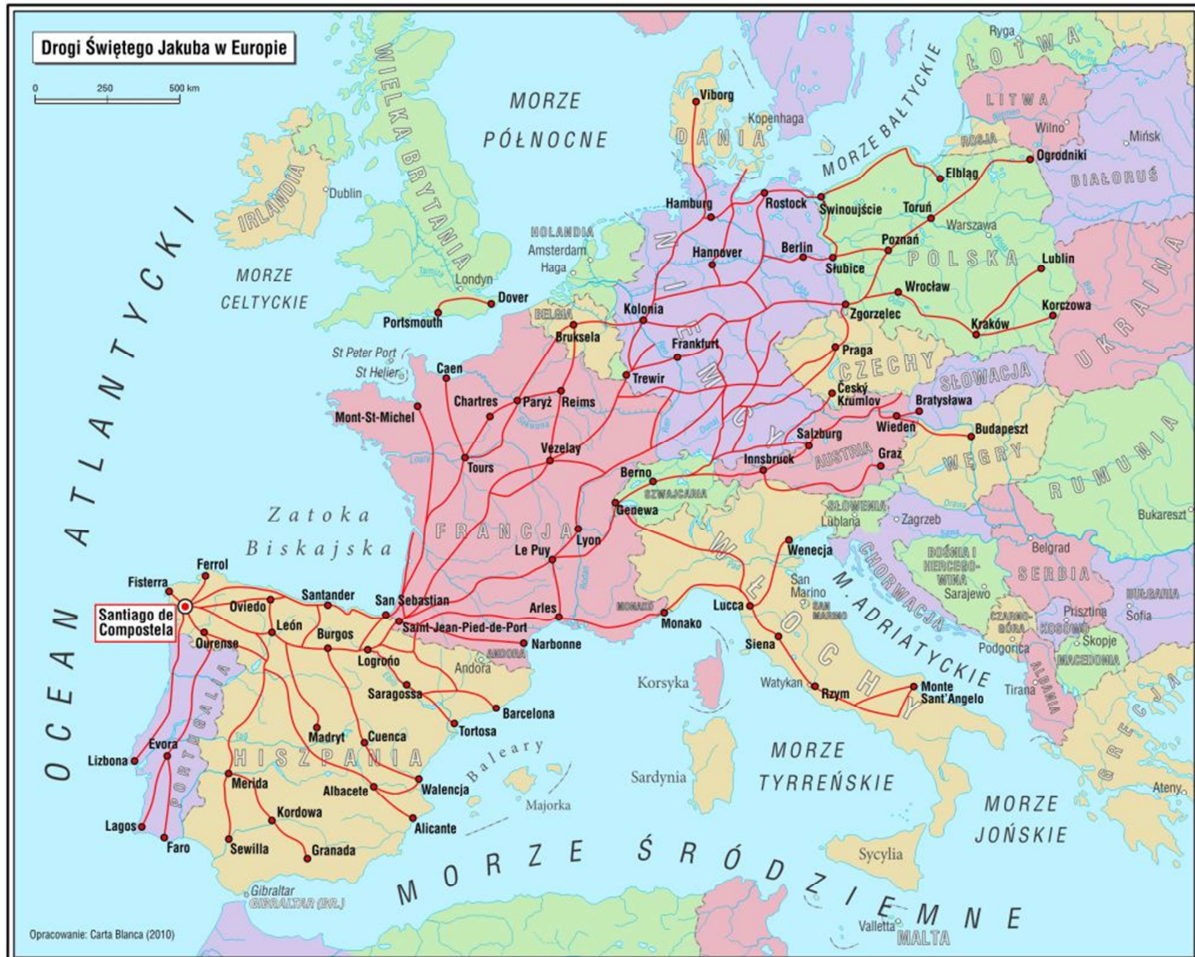 Drogi Świętego Jakuba w Europie
0 250 500 km
OCEAN ATLANTYCKI
MORZE
PÓŁNOCNE
MORZE BAŁTYCKIE
MORZE
CELTYCKIE
Zatoka
Biskajska
MORZE ŚRÓDZIEMNE
MORZE
TYRREŃSKIE
MORZE
JOŃSKIE
M. ADRIATYCKIE
WIELKA BRYTANIA
IRLANDIA
Dublin
Londyn
Dover
Portsmouth
St Peter Port
St Helier
DANIA
Viborg
Kopenhaga
ŁOTWA
Ryga
LITWA
Wilno
ROSJA
Mińsk
BIAŁORUŚ
UKRAINA
POLSKA
Ogrodniki
Elbląg
Świnoujście
Toruń
Warszawa
Poznań
Słubice
Lublin
Wrocław
Zgorzelec
Kraków
Korczowa
NIEMCY
Hamburg
Rostock
Hannover
Berlin
Kolonia
Frankfurt
Trewir
HOLANDIA
Amsterdam
Haga
BELGIA
Bruksela
CZECHY
Praga
Český
Krumlov
SŁOWACJA
Bratysława
Wiedeń
Salzburg
AUSTRIA
Innsbruck
Graz
WĘGRY
Budapeszt
RUMUNIA
Bukareszt
SZWAJCARIA
Berno
Genewa
FRANCJA
Caen
Mont-St-Michel
Chartres
Paryż
Reims
Tours
Vezelay
Lyon
Le Puy
Arles
Narbonne
San Sebastian
Saint-Jean-Pied-de-Port
MONAKO
Monako
ANDORA
Andora
WŁOCHY
Wenecja
San
Marino
SAN
MARINO
Lucca
Siena
Watykan
Rzym
Monte
Sant'Angelo
Korsyka
Sardynia
Sycylia
Valletta
MALTA
SŁOWENIA
Lublana
Zagrzeb
CHORWACJA
BOŚNIA I
HERCEGO-
WINA
Sarajewo
Belgrad
SERBIA
CZARNO-
GÓRA
Podgorica
Prisztina
KOSOWO
Skopje
MACEDONIA
BUŁGARIA
Sofia
Tirana
ALBANIA
GRECJA
Ateny
HISZPANIA
Ferrol
Fisterra
Santiago de
Compostela
Oviedo
Santander
León
Burgos
Ourense
Logroño
Saragossa
Barcelona
Tortosa
Madryt
Cuenca
Walencja
Albacete
Alicante
Merida
Kordowa
Sewilla
Granada
Baleary
Majorka
PORTUGALIA
Lizbona
Évora
Lagos
Faro
Gibraltar
GIBRALTAR (BR.)
Opracowanie: Carta Blanca (2010)